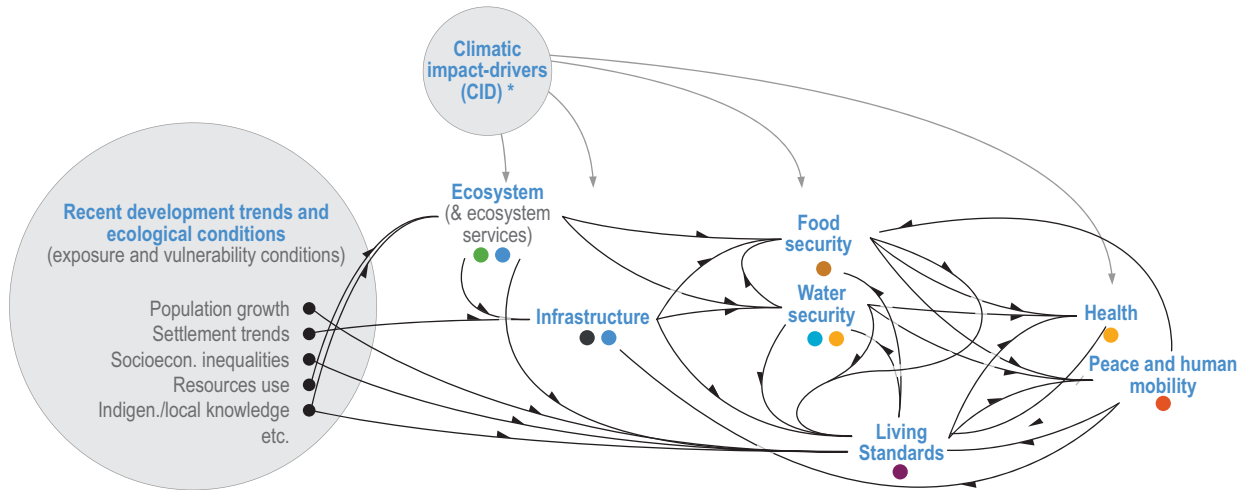 Climatic
impact-drivers
(CID) *
Recent development trends and
ecological conditions
(exposure and vulnerability conditions)
Population growth
Settlement trends
Socioecon. inequalities
Resources use
Indigen./local knowledge
etc.
Ecosystem
(& ecosystem
services)
Infrastructure
Food
security
Water
security
Living
Standards
Health
Peace and human
mobility